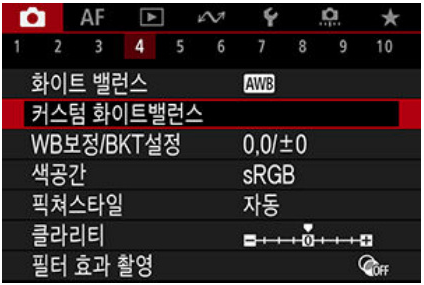 AF
1 2 3 4 5 6 7 8 9 10
화이트 밸런스 AWB
커스텀 화이트밸런스
WB보정/BKT설정 0,0/±0
색공간 sRGB
픽쳐스타일 자동
클라리티 0
필터 효과 촬영 OFF